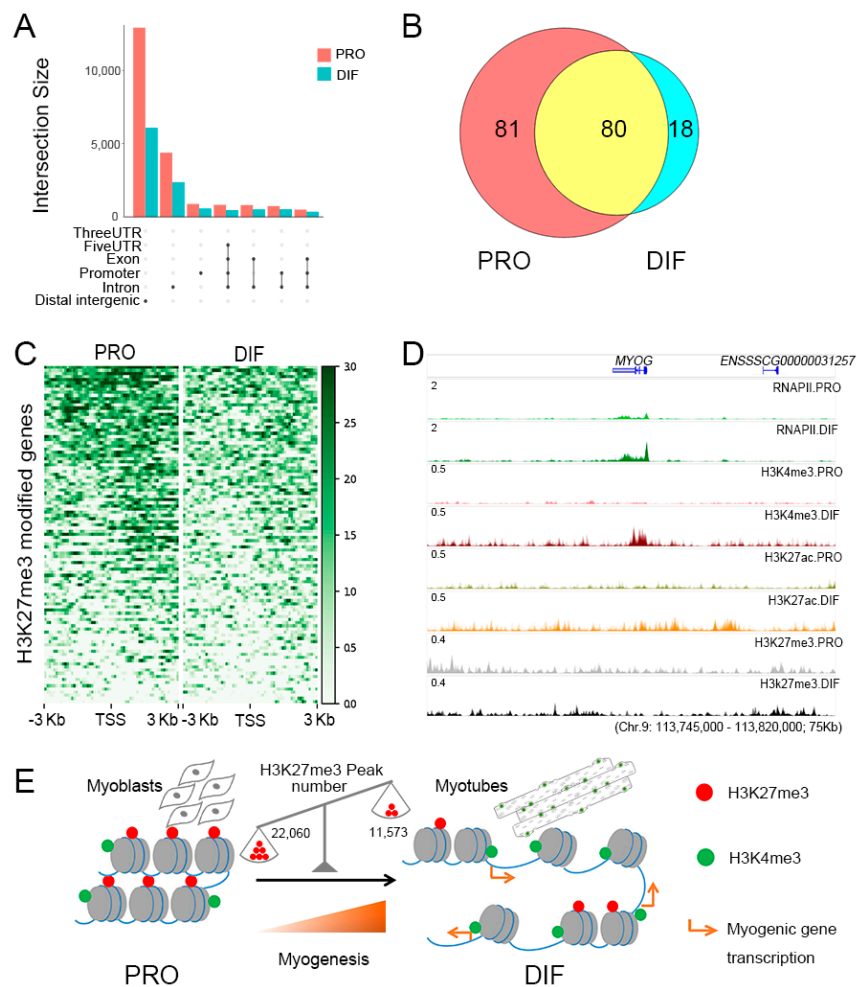 A
Intersection Size
10,000
5,000
0
PRO
DIF
ThreeUTR
FiveUTR
Exon
Promoter
Intron
Distal intergenic
B
81
80
18
PRO
DIF
C
PRO
DIF
H3K27me3 modified genes
30
25
20
15
10
05
0.0
-3 Kb
TSS
3 Kb
-3 Kb
TSS
3 Kb
D
MYOG
ENSSSCG00000031257
2
RNAPII.PRO
2
RNAPII.DIF
0.5
H3K4me3.PRO
0.5
H3K4me3.DIF
0.5
H3K27ac.PRO
0.5
H3K27ac.DIF
0.4
H3K27me3.PRO
0.4
H3k27me3.DIF
(Chr.9: 113,745,000 - 113,820,000; 75Kb)
E
Myoblasts
H3K27me3 Peak
number
22,060
11,573
Myotubes
H3K27me3
H3K4me3
Myogenic gene
transcription
Myogenesis
PRO
DIF